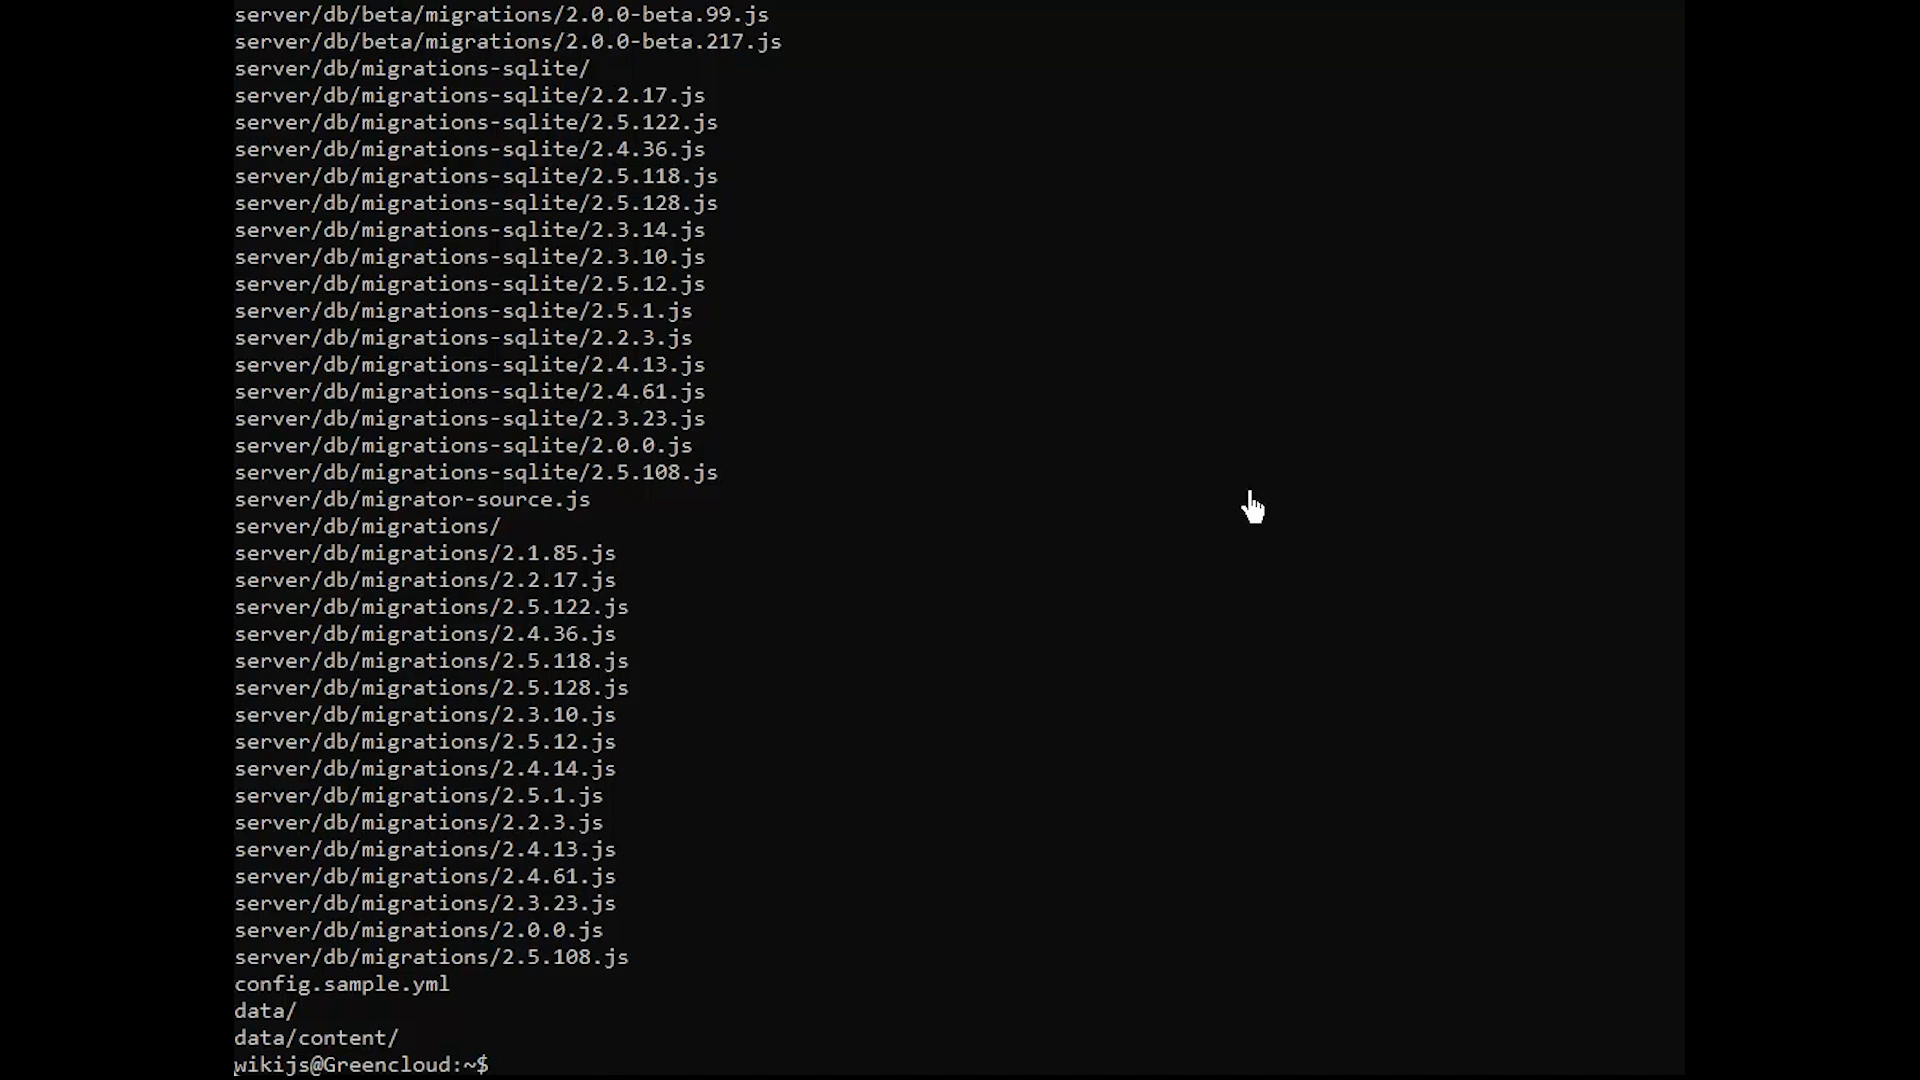 server/db/beta/migrations/2.0.0-beta.99.js
server/db/beta/migrations/2.0.0-beta.217.js
server/db/migrations-sqlite/
server/db/migrations-sqlite/2.2.17.js
server/db/migrations-sqlite/2.5.122.js
server/db/migrations-sqlite/2.4.36.js
server/db/migrations-sqlite/2.5.118.js
server/db/migrations-sqlite/2.5.128.js
server/db/migrations-sqlite/2.3.14.js
server/db/migrations-sqlite/2.3.10.js
server/db/migrations-sqlite/2.5.12.js
server/db/migrations-sqlite/2.5.1.js
server/db/migrations-sqlite/2.2.3.js
server/db/migrations-sqlite/2.4.13.js
server/db/migrations-sqlite/2.4.61.js
server/db/migrations-sqlite/2.3.23.js
server/db/migrations-sqlite/2.0.0.js
server/db/migrations-sqlite/2.5.108.js
server/db/migrator-source.js
server/db/migrations/
server/db/migrations/2.1.85.js
server/db/migrations/2.2.17.js
server/db/migrations/2.5.122.js
server/db/migrations/2.4.36.js
server/db/migrations/2.5.118.js
server/db/migrations/2.5.128.js
server/db/migrations/2.3.10.js
server/db/migrations/2.5.12.js
server/db/migrations/2.4.14.js
server/db/migrations/2.5.1.js
server/db/migrations/2.2.3.js
server/db/migrations/2.4.13.js
server/db/migrations/2.4.61.js
server/db/migrations/2.3.23.js
server/db/migrations/2.0.0.js
server/db/migrations/2.5.108.js
config.sample.yml
data/
data/content/
wikijs@Greencloud:~$